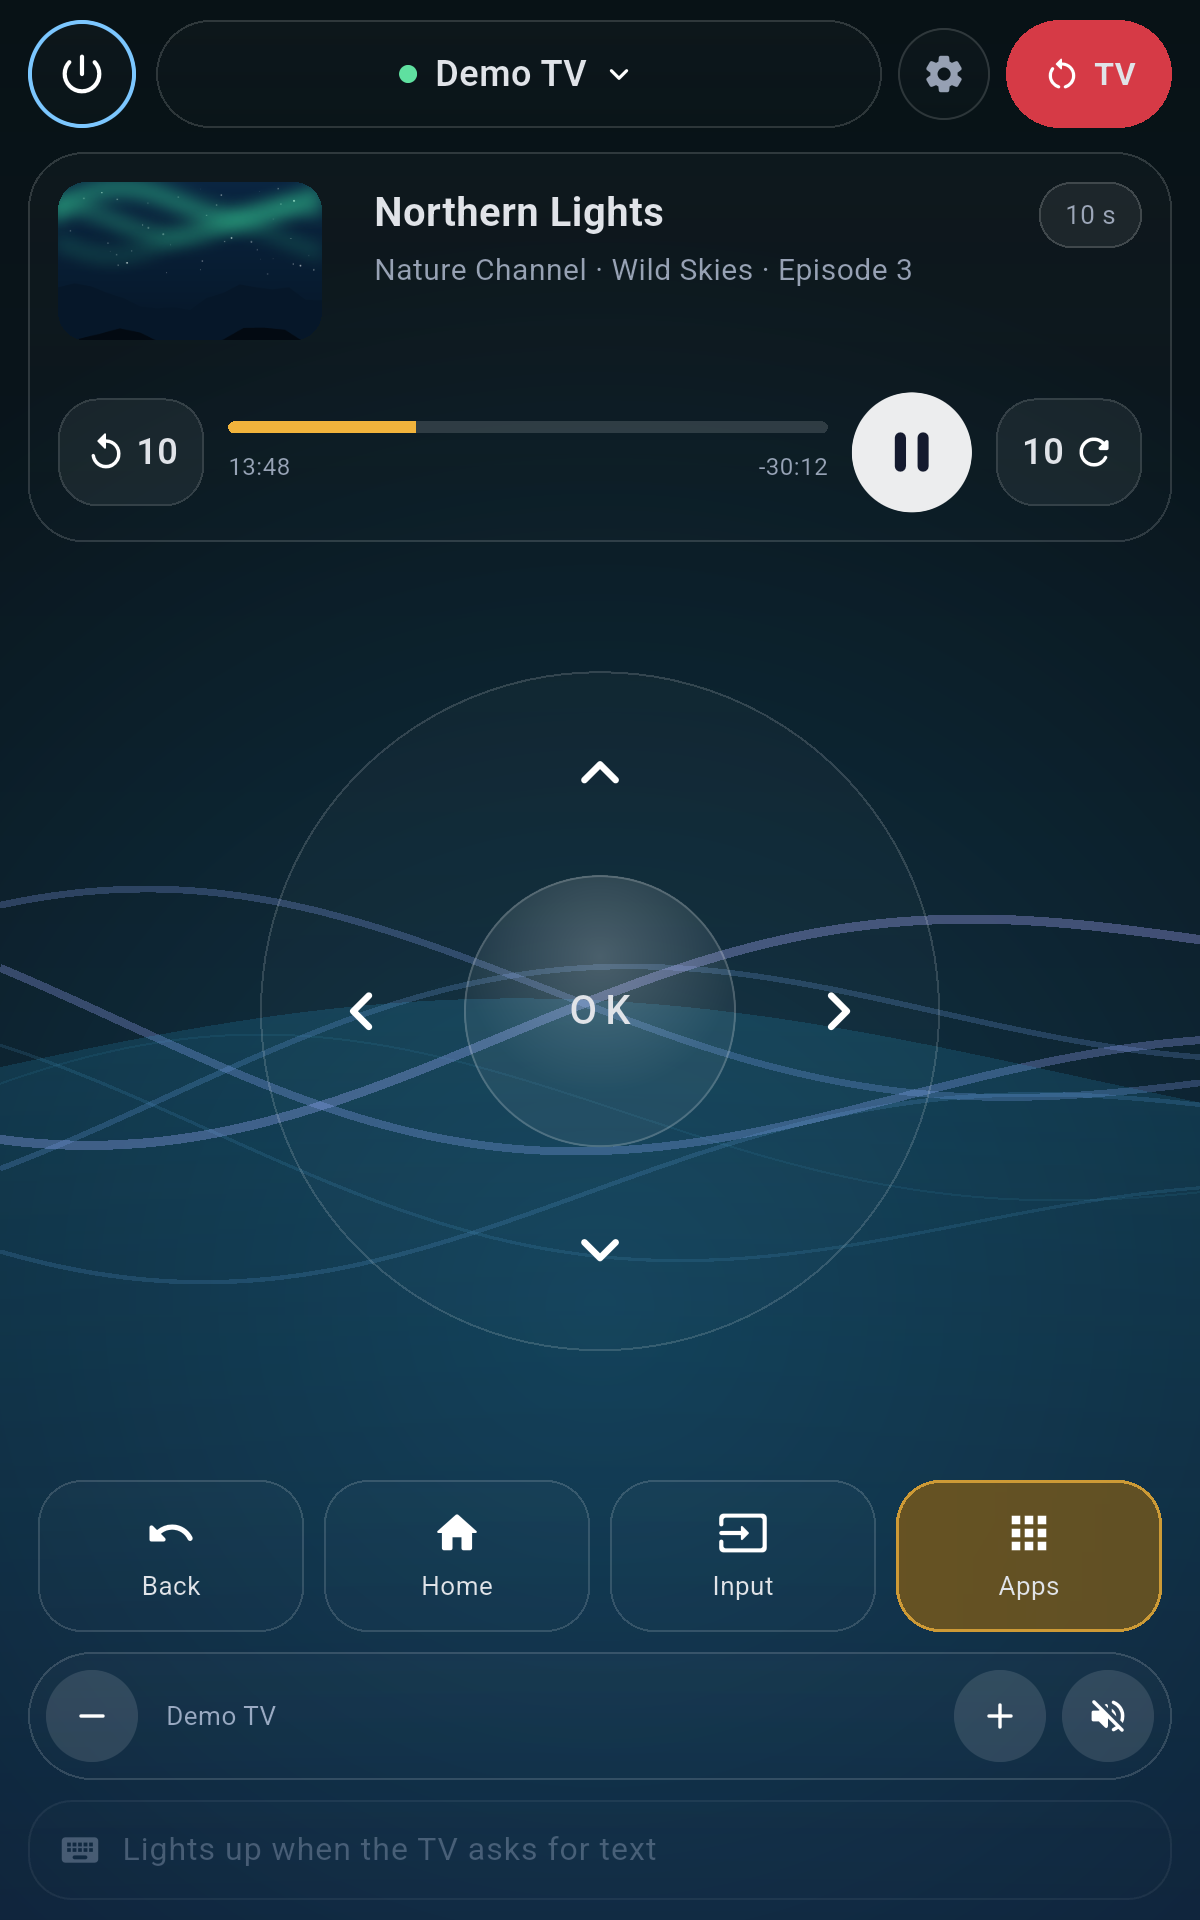 Demo TV
TV
Northern Lights
10 s
Nature Channel · Wild Skies · Episode 3
10
13:48
-30:12
10
OK
Back
Home
Input
Apps
Demo TV
Lights up when the TV asks for text